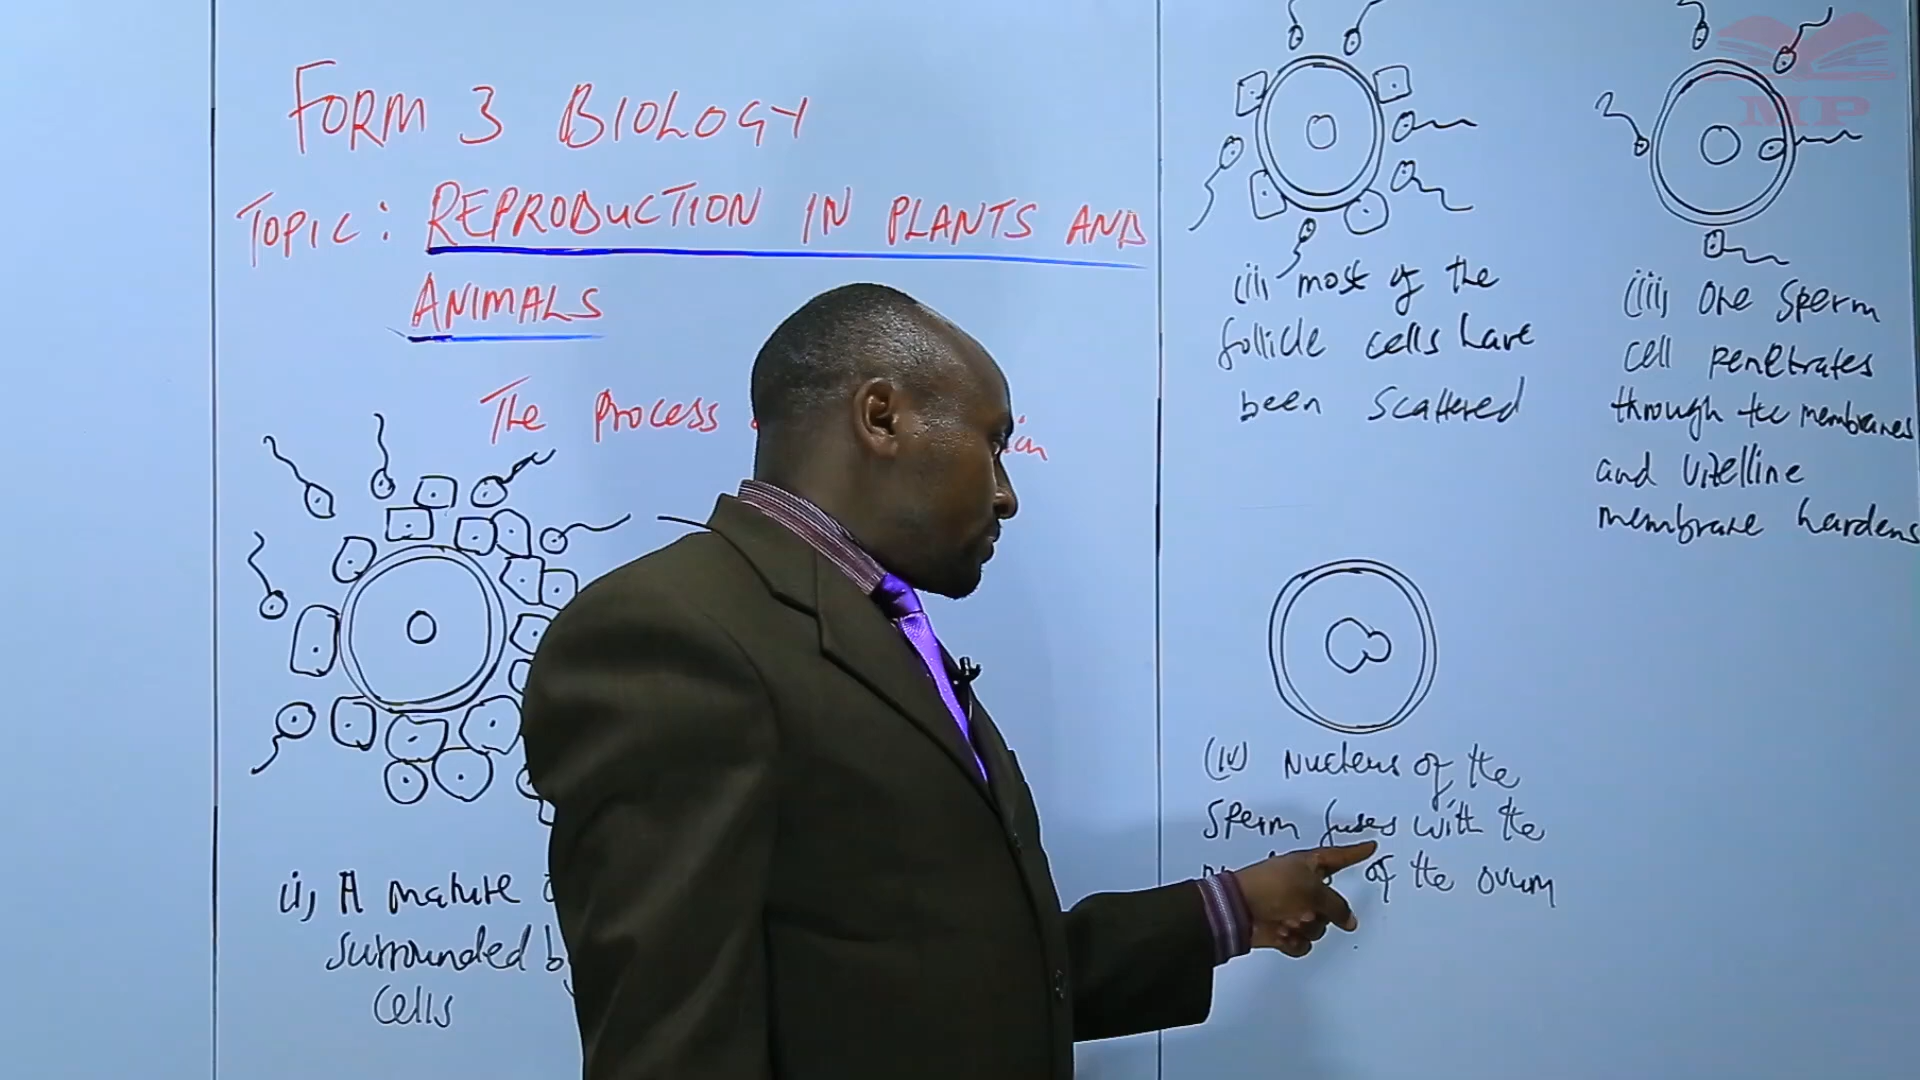 FORM 3 BIOLOGY
TOPIC: REPRODUCTION IN PLANTS AND
ANIMALS
The process
(i) A mature
surrounded
cells
(ii) most of the
follicle cells have
been scattered
(iii) One sperm
cell penetrates
through the membranes
and vitelline
membrane hardens
(iv) Nucleus of the
sperm fuses with the
of the ovum
MP